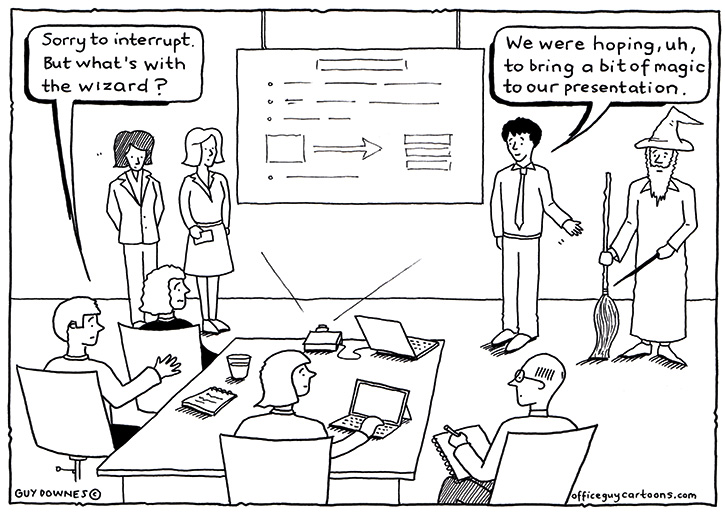 Sorry to interrupt.
But what's with
the wizard?
We were hoping, uh,
to bring a bit of magic
to our presentation.
GUY DOWNES ©
officeguycartoons.com